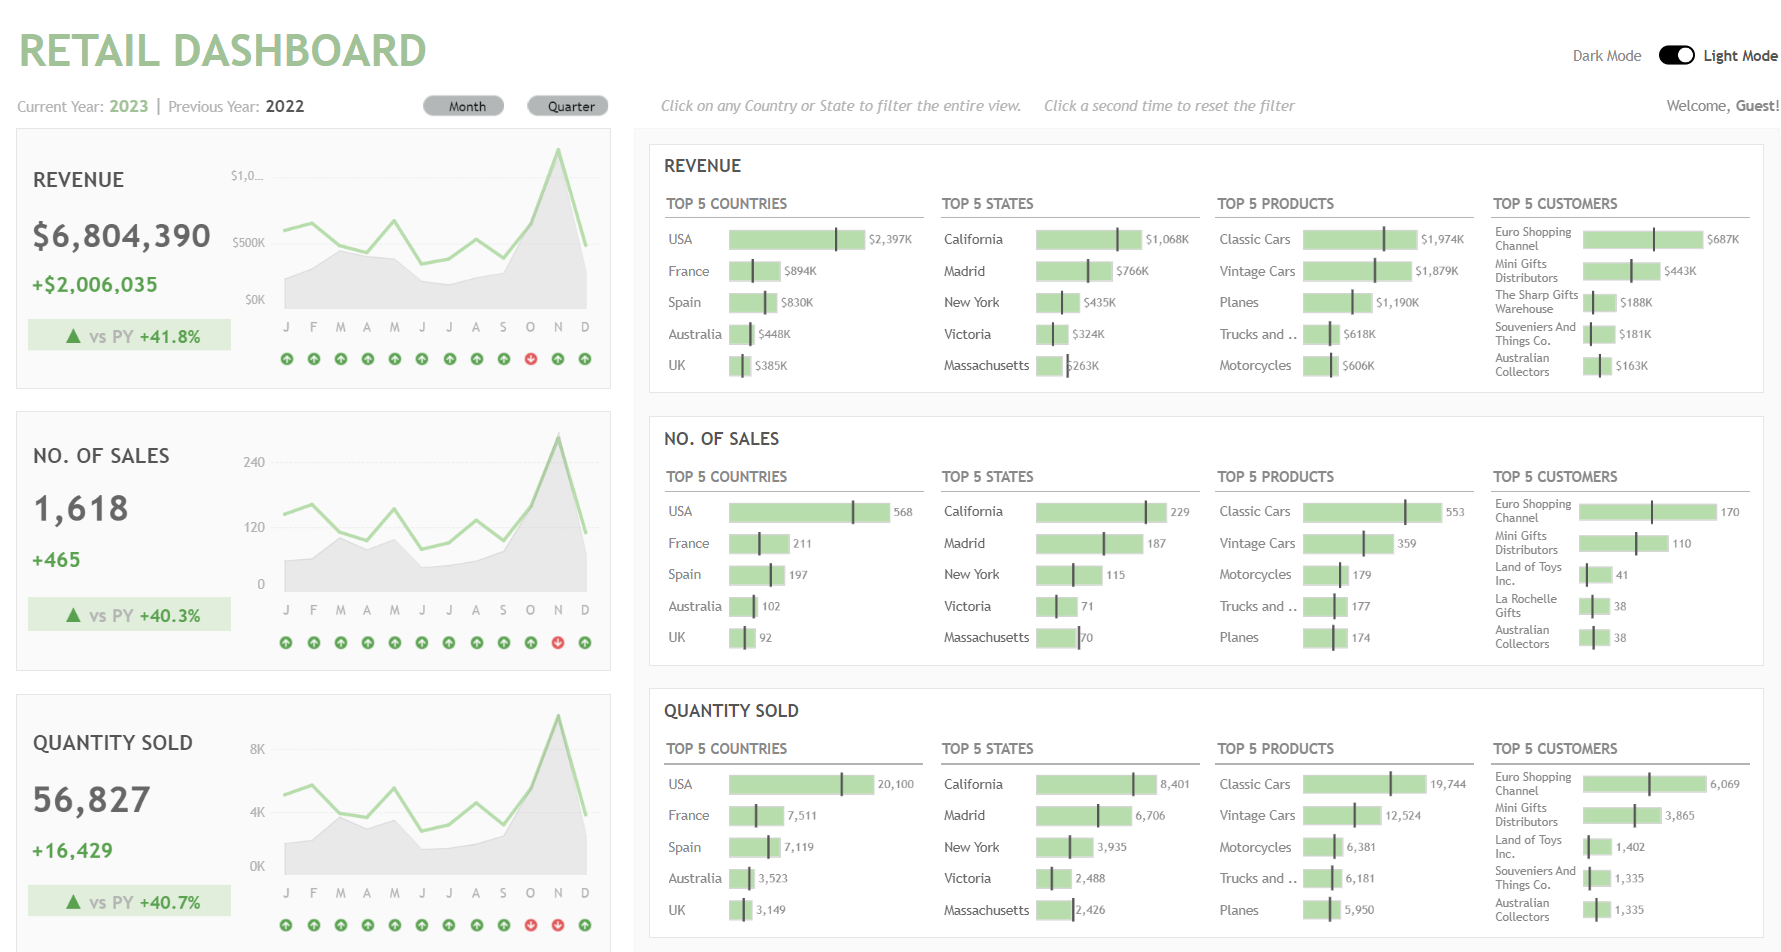 RETAIL DASHBOARD
Dark Mode Light Mode
Current Year: 2023 | Previous Year: 2022
Month Quarter
Click on any Country or State to filter the entire view. Click a second time to reset the filter
Welcome, Guest!
REVENUE
$6,804,390
+$2,006,035
▲ vs PY +41.8%
$1,0...
$500K
$0K
J F M A M J J A S O N D
NO. OF SALES
1,618
+465
▲ vs PY +40.3%
240
120
0
J F M A M J J A S O N D
QUANTITY SOLD
56,827
+16,429
▲ vs PY +40.7%
8K
4K
0K
J F M A M J J A S O N D
REVENUE
TOP 5 COUNTRIES
USA $2,397K
France $894K
Spain $830K
Australia $448K
UK $385K
TOP 5 STATES
California $1,068K
Madrid $766K
New York $435K
Victoria $324K
Massachusetts $263K
TOP 5 PRODUCTS
Classic Cars $1,974K
Vintage Cars $1,879K
Planes $1,190K
Trucks and .. $618K
Motorcycles $606K
TOP 5 CUSTOMERS
Euro Shopping
Channel $687K
Mini Gifts
Distributors $443K
The Sharp Gifts
Warehouse $188K
Souveniers And
Things Co. $181K
Australian
Collectors $163K
NO. OF SALES
TOP 5 COUNTRIES
USA 568
France 211
Spain 197
Australia 102
UK 92
TOP 5 STATES
California 229
Madrid 187
New York 115
Victoria 71
Massachusetts 70
TOP 5 PRODUCTS
Classic Cars 553
Vintage Cars 359
Motorcycles 179
Trucks and .. 177
Planes 174
TOP 5 CUSTOMERS
Euro Shopping
Channel 170
Mini Gifts
Distributors 110
Land of Toys
Inc. 41
La Rochelle
Gifts 38
Australian
Collectors 38
QUANTITY SOLD
TOP 5 COUNTRIES
USA 20,100
France 7,511
Spain 7,119
Australia 3,523
UK 3,149
TOP 5 STATES
California 8,401
Madrid 6,706
New York 3,935
Victoria 2,488
Massachusetts 2,426
TOP 5 PRODUCTS
Classic Cars 19,744
Vintage Cars 12,524
Motorcycles 6,381
Trucks and .. 6,181
Planes 5,950
TOP 5 CUSTOMERS
Euro Shopping
Channel 6,069
Mini Gifts
Distributors 3,865
Land of Toys
Inc. 1,402
Souveniers And
Things Co. 1,335
Australian
Collectors 1,335